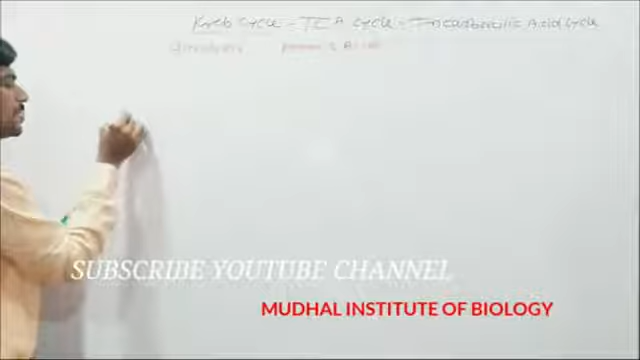 Kreb cycle = TCA cycle = Tricarboxylic Acid cycle
SUBSCRIBE YOUTUBE CHANNEL
MUDHAL INSTITUTE OF BIOLOGY